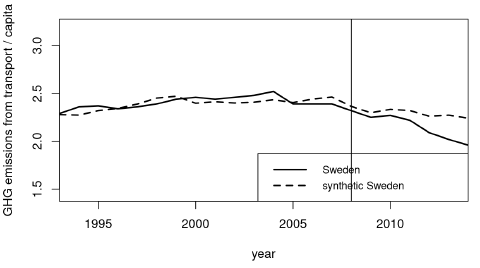 GHG emissions from transport / capita
3.0
2.5
2.0
1.5
Sweden
synthetic Sweden
1995 2000 2005 2010
year